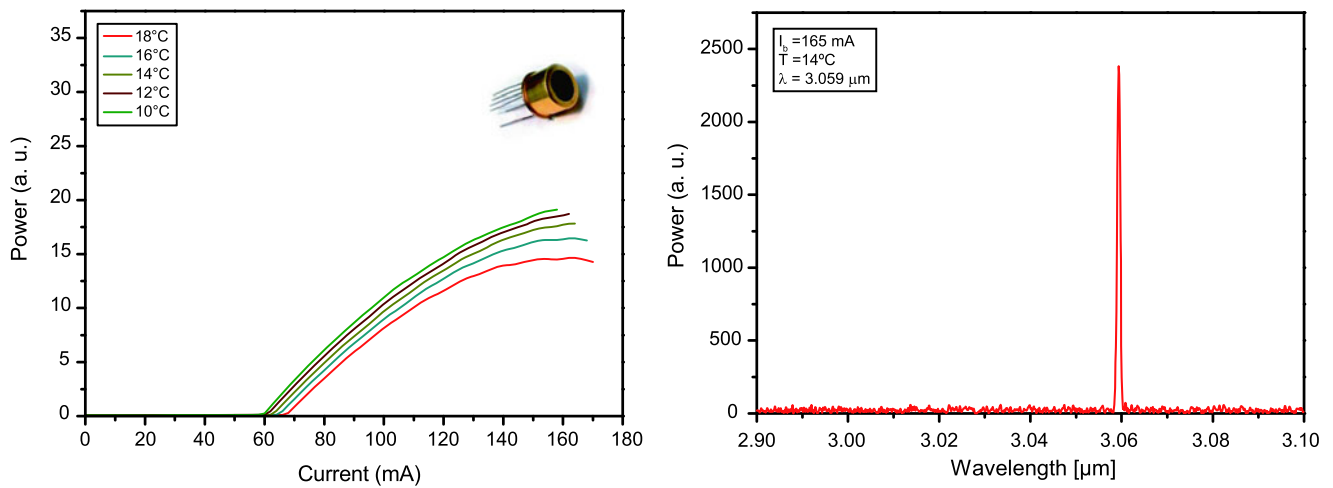 35
30
25
20
15
10
5
0
Power (a. u.)
18°C
16°C
14°C
12°C
10°C
0 20 40 60 80 100 120 140 160 180
Current (mA)
2500
2000
1500
1000
500
0
Power (a. u.)
I_b =165 mA
T =14ºC
λ = 3.059 µm
2.90 3.00 3.02 3.04 3.06 3.08 3.10
Wavelength [µm]